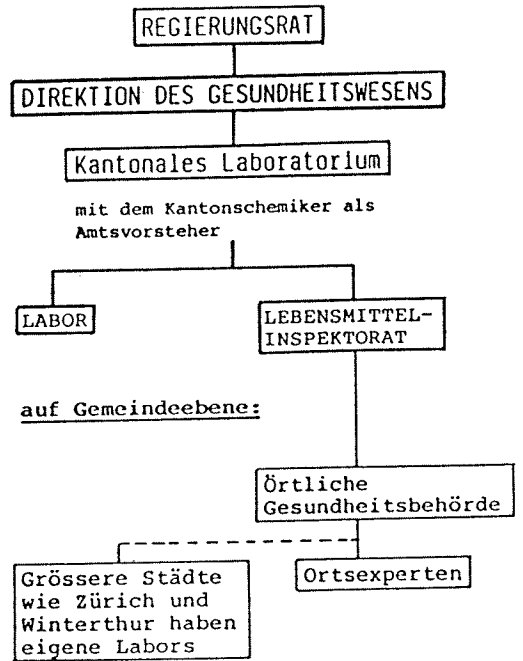 REGIERUNGSRAT
DIREKTION DES GESUNDHEITSWESENS
Kantonales Laboratorium
mit dem Kantonschemiker als
Amtsvorsteher
LABOR
LEBENSMITTEL-
INSPEKTORAT
auf Gemeindeebene:
Örtliche
Gesundheitsbehörde
Grössere Städte
wie Zürich und
Winterthur haben
eigene Labors
Ortsexperten